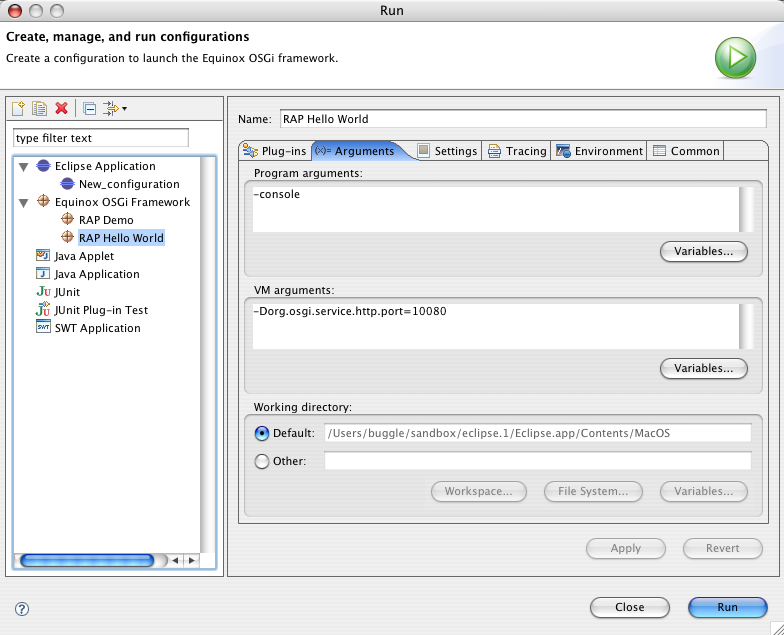 Run
Create, manage, and run configurations
Create a configuration to launch the Equinox OSGi framework.
type filter text
Eclipse Application
New_configuration
Equinox OSGi Framework
RAP Demo
RAP Hello World
Java Applet
Java Application
JUnit
JUnit Plug-in Test
SWT Application
Name: RAP Hello World
Plug-ins (x)= Arguments Settings Tracing Environment Common
Program arguments:
-console
Variables...
VM arguments:
-Dorg.osgi.service.http.port=10080
Variables...
Working directory:
Default: /Users/buggle/sandbox/eclipse.1/Eclipse.app/Contents/MacOS
Other:
Workspace... File System... Variables...
Apply Revert
? Close Run